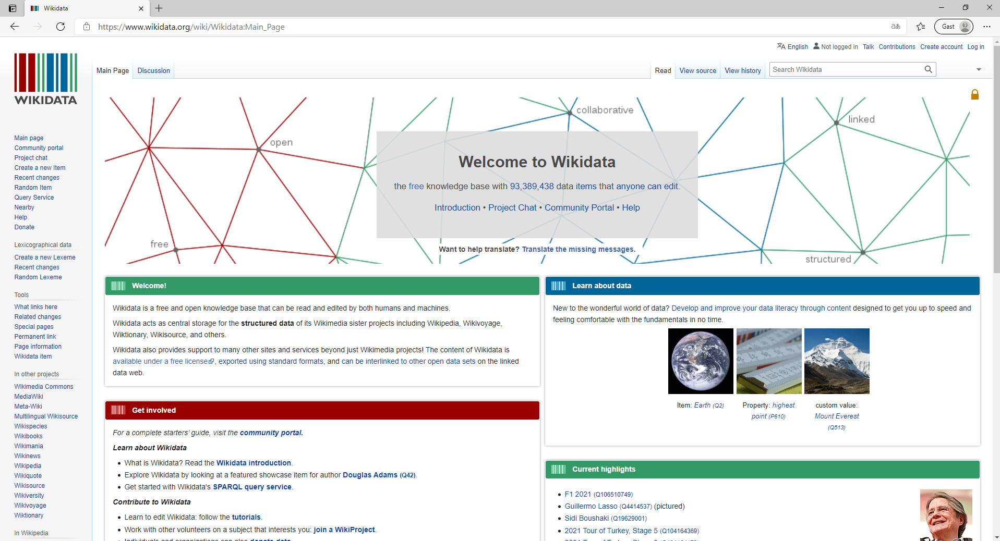 Wikidata
https://www.wikidata.org/wiki/Wikidata:Main_Page
Gast
English Not logged in Talk Contributions Create account Log in
Main Page Discussion Read View source View history Search Wikidata
WIKIDATA
Main page
Community portal
Project chat
Create a new Item
Recent changes
Random Item
Query Service
Nearby
Help
Donate
Lexicographical data
Create a new Lexeme
Recent changes
Random Lexeme
Tools
What links here
Related changes
Special pages
Permanent link
Page information
Wikidata item
In other projects
Wikimedia Commons
MediaWiki
Meta-Wiki
Multilingual Wikisource
Wikispecies
Wikibooks
Wikimania
Wikinews
Wikipedia
Wikiquote
Wikisource
Wikiversity
Wikivoyage
Wiktionary
In Wikipedia
collaborative
linked
open
free
structured
Welcome to Wikidata
the free knowledge base with 93,389,438 data items that anyone can edit.
Introduction • Project Chat • Community Portal • Help
Want to help translate? Translate the missing messages.
Welcome!
Wikidata is a free and open knowledge base that can be read and edited by both humans and machines.
Wikidata acts as central storage for the structured data of its Wikimedia sister projects including Wikipedia, Wikivoyage,
Wiktionary, Wikisource, and others.
Wikidata also provides support to many other sites and services beyond just Wikimedia projects! The content of Wikidata is
available under a free license, exported using standard formats, and can be interlinked to other open data sets on the linked
data web.
Get involved
For a complete starters' guide, visit the community portal.
Learn about Wikidata
• What is Wikidata? Read the Wikidata introduction.
• Explore Wikidata by looking at a featured showcase item for author Douglas Adams (Q42).
• Get started with Wikidata's SPARQL query service.
Contribute to Wikidata
• Learn to edit Wikidata: follow the tutorials.
• Work with other volunteers on a subject that interests you: join a WikiProject.
• Individuals and organizations can also donate data.
Learn about data
New to the wonderful world of data? Develop and improve your data literacy through content designed to get you up to speed and
feeling comfortable with the fundamentals in no time.
Item: Earth (Q2)
Property: highest
point (P610)
custom value:
Mount Everest
(Q513)
Current highlights
• F1 2021 (Q106510749)
• Guillermo Lasso (Q4414537) (pictured)
• Sidi Boushaki (Q19629001)
• 2021 Tour of Turkey, Stage 5 (Q104164369)